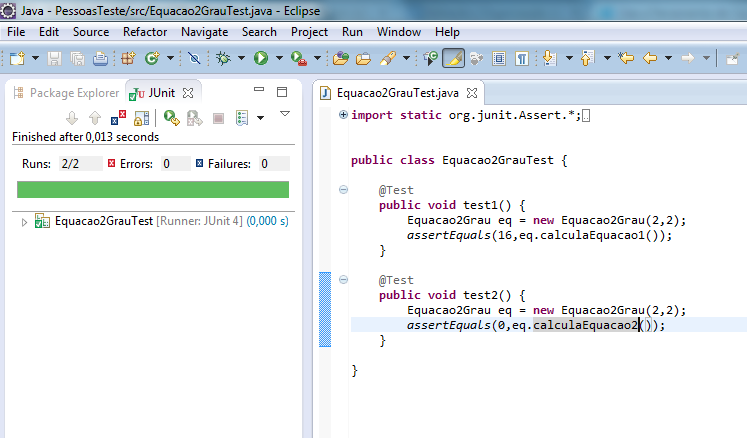 Java - PessoasTeste/src/Equacao2GrauTest.java - Eclipse
File Edit Source Refactor Navigate Search Project Run Window Help
Package Explorer JUnit
Finished after 0,013 seconds
Runs: 2/2 Errors: 0 Failures: 0
Equacao2GrauTest [Runner: JUnit 4] (0,000 s)
Equacao2GrauTest.java
import static org.junit.Assert.*;
public class Equacao2GrauTest {
@Test
public void test1() {
Equacao2Grau eq = new Equacao2Grau(2,2);
assertEquals(16,eq.calculaEquacao1());
}
@Test
public void test2() {
Equacao2Grau eq = new Equacao2Grau(2,2);
assertEquals(0,eq.calculaEquacao2());
}
}